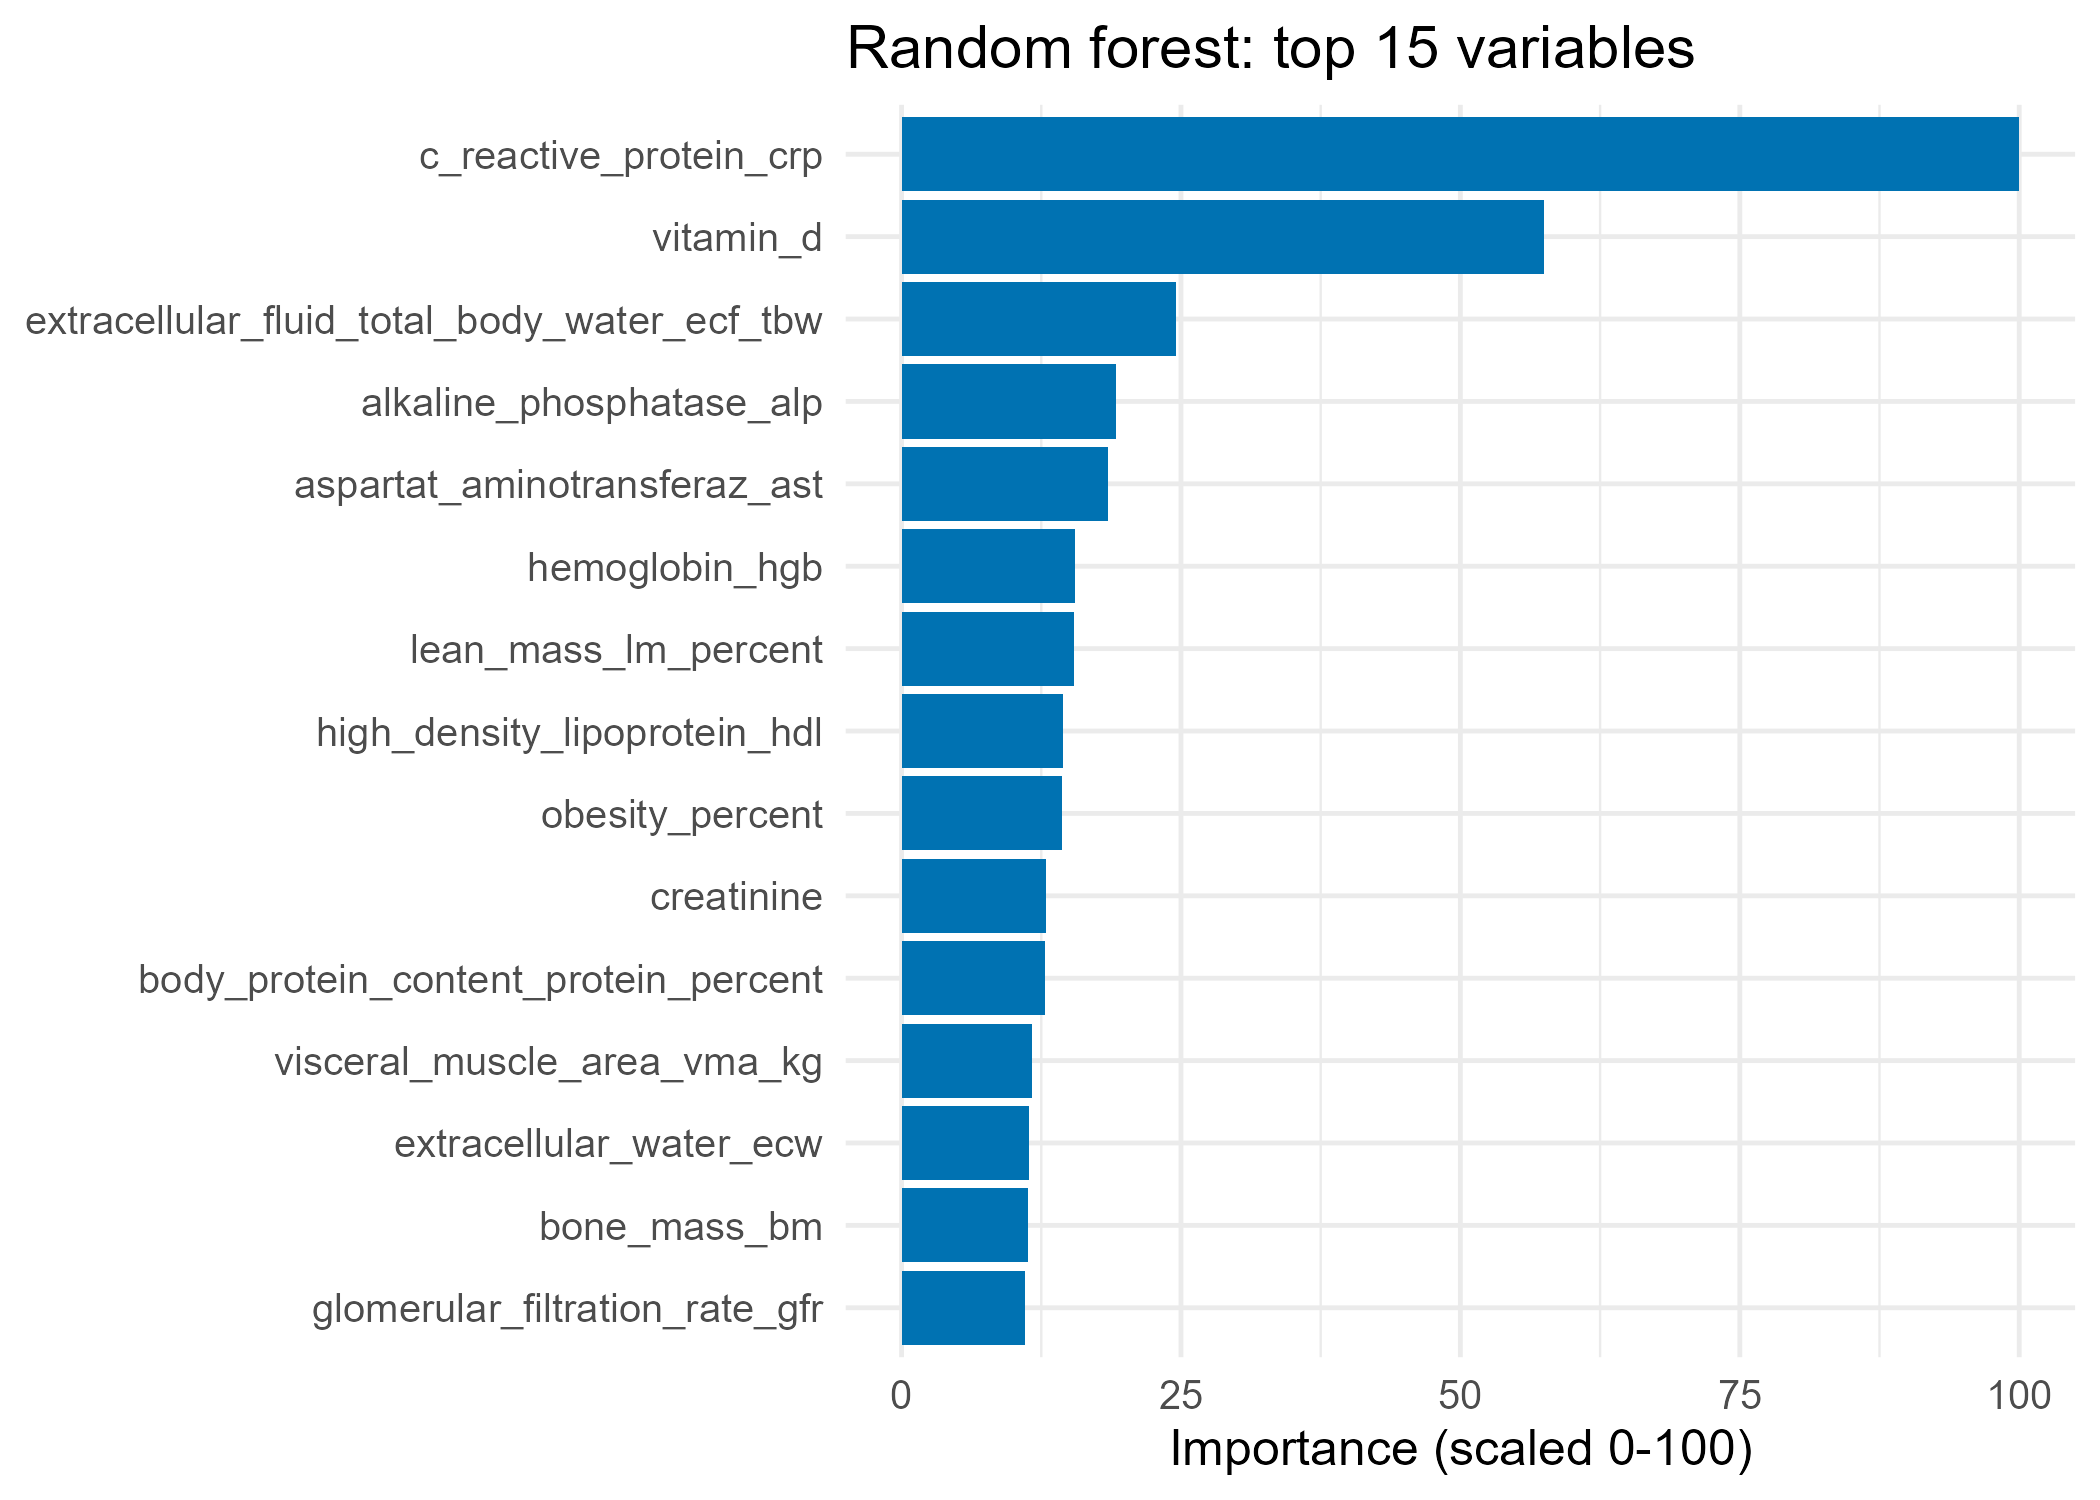 Random forest: top 15 variables
c_reactive_protein_crp
vitamin_d
extracellular_fluid_total_body_water_ecf_tbw
alkaline_phosphatase_alp
aspartat_aminotransferaz_ast
hemoglobin_hgb
lean_mass_lm_percent
high_density_lipoprotein_hdl
obesity_percent
creatinine
body_protein_content_protein_percent
visceral_muscle_area_vma_kg
extracellular_water_ecw
bone_mass_bm
glomerular_filtration_rate_gfr
0 25 50 75 100
Importance (scaled 0-100)